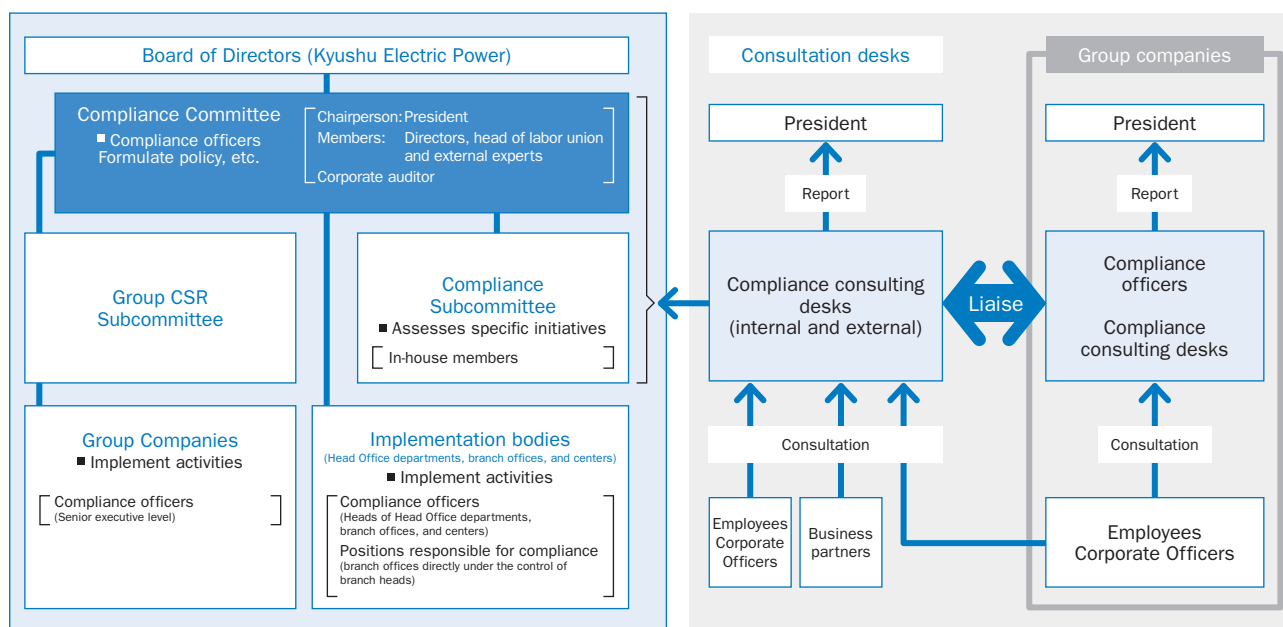 Board of Directors (Kyushu Electric Power)
Compliance Committee
■ Compliance officers
Formulate policy, etc.
Chairperson: President
Members: Directors, head of labor union
and external experts
Corporate auditor
Group CSR
Subcommittee
Compliance
Subcommittee
■ Assesses specific initiatives
In-house members
Group Companies
■ Implement activities
Compliance officers
(Senior executive level)
Implementation bodies
(Head Office departments, branch offices, and centers)
■ Implement activities
Compliance officers
(Heads of Head Office departments,
branch offices, and centers)
Positions responsible for compliance
(branch offices directly under the control of
branch heads)
Consultation desks
President
Report
Compliance consulting
desks
(internal and external)
Consultation
Employees
Corporate
Officers
Business
partners
Liaise
Group companies
President
Report
Compliance
officers
Compliance
consulting desks
Consultation
Employees
Corporate Officers